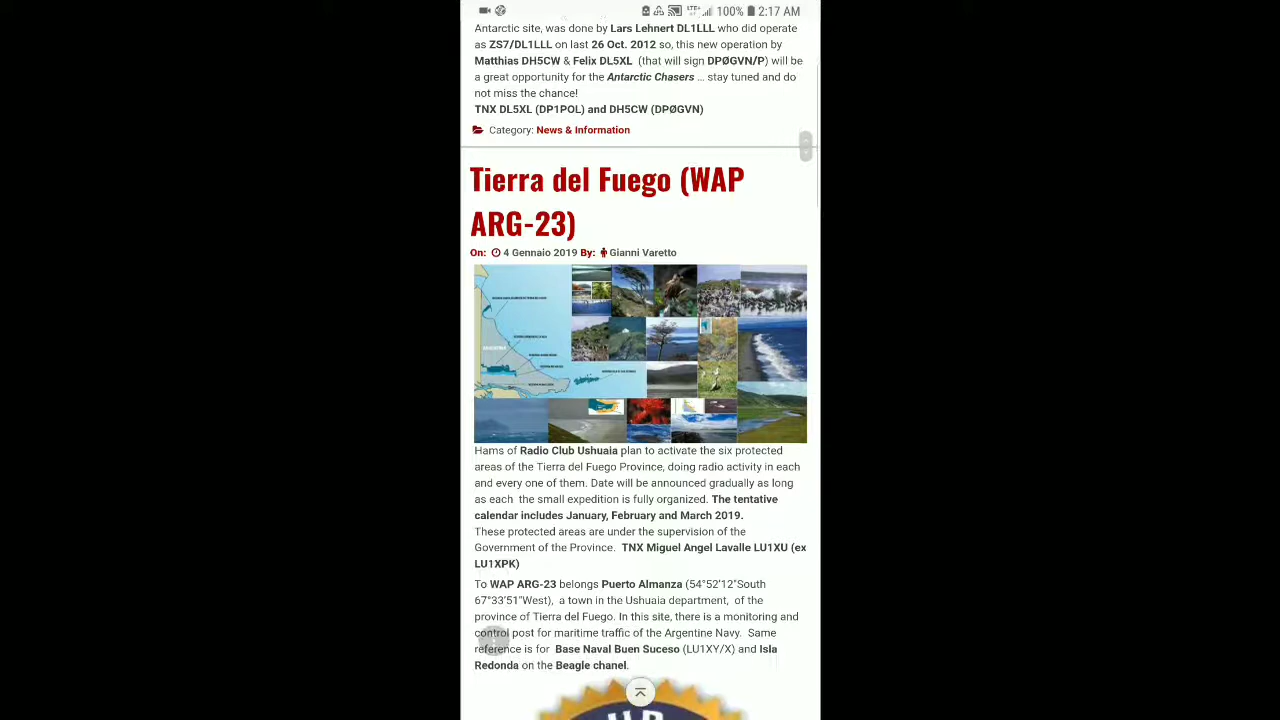 LTE+ 100% 2:17 AM
Antarctic site, was done by Lars Lehnert DL1LLL who did operate
as ZS7/DL1LLL on last 26 Oct. 2012 so, this new operation by
Matthias DH5CW & Felix DL5XL (that will sign DPØGVN/P) will be
a great opportunity for the Antarctic Chasers … stay tuned and do
not miss the chance!
TNX DL5XL (DP1POL) and DH5CW (DPØGVN)
Category: News & Information
Tierra del Fuego (WAP
ARG-23)
On: 4 Gennaio 2019 By: Gianni Varetto
ARGENTINA
Hams of Radio Club Ushuaia plan to activate the six protected
areas of the Tierra del Fuego Province, doing radio activity in each
and every one of them. Date will be announced gradually as long
as each the small expedition is fully organized. The tentative
calendar includes January, February and March 2019.
These protected areas are under the supervision of the
Government of the Province. TNX Miguel Angel Lavalle LU1XU (ex
LU1XPK)
To WAP ARG-23 belongs Puerto Almanza (54°52'12"South
67°33'51"West), a town in the Ushuaia department, of the
province of Tierra del Fuego. In this site, there is a monitoring and
control post for maritime traffic of the Argentine Navy. Same
reference is for Base Naval Buen Suceso (LU1XY/X) and Isla
Redonda on the Beagle chanel.